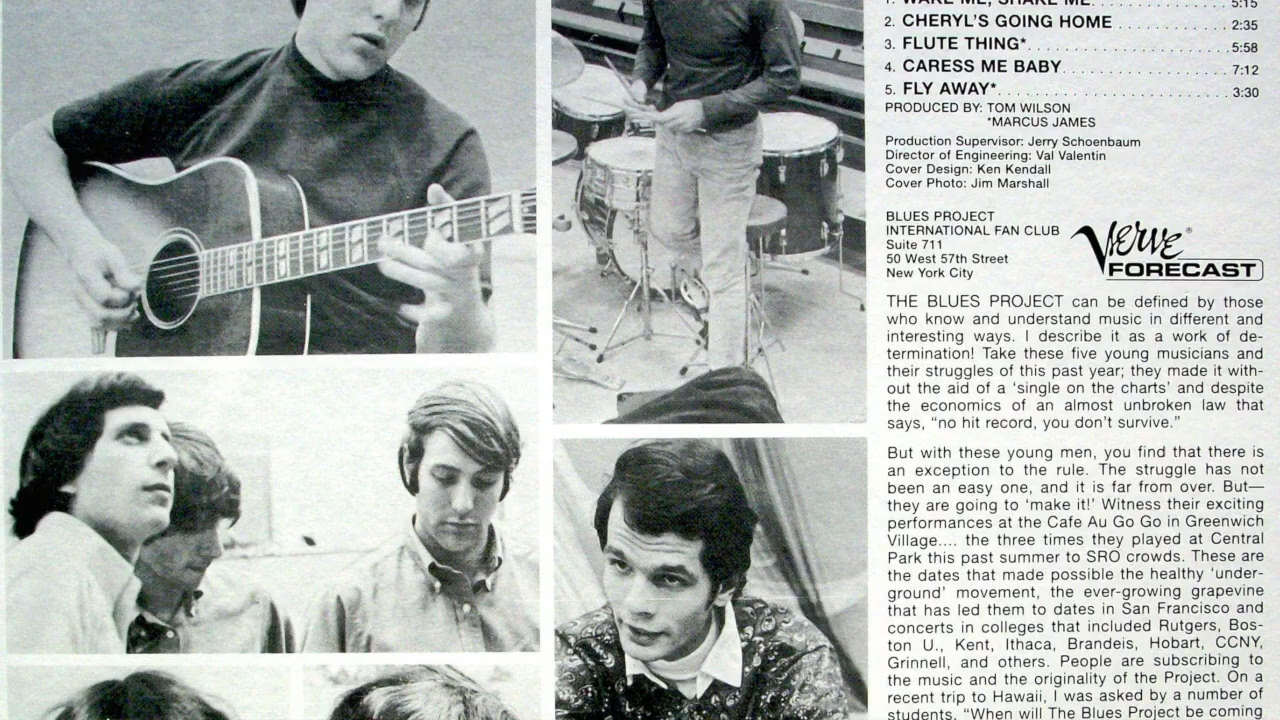 1. WAKE ME, SHAKE ME. 5:15
2. CHERYL'S GOING HOME 2:35
3. FLUTE THING* 5:58
4. CARESS ME BABY 7:12
5. FLY AWAY* 3:30
PRODUCED BY: TOM WILSON
*MARCUS JAMES
Production Supervisor: Jerry Schoenbaum
Director of Engineering: Val Valentin
Cover Design: Ken Kendall
Cover Photo: Jim Marshall
BLUES PROJECT
INTERNATIONAL FAN CLUB
Suite 711
50 West 57th Street
New York City
Verve®
FORECAST
THE BLUES PROJECT can be defined by those
who know and understand music in different and
interesting ways. I describe it as a work of de-
termination! Take these five young musicians and
their struggles of this past year; they made it with-
out the aid of a 'single on the charts' and despite
the economics of an almost unbroken law that
says, "no hit record, you don't survive."
But with these young men, you find that there is
an exception to the rule. The struggle has not
been an easy one, and it is far from over. But—
they are going to 'make it!' Witness their exciting
performances at the Cafe Au Go Go in Greenwich
Village.... the three times they played at Central
Park this past summer to SRO crowds. These are
the dates that made possible the healthy 'under-
ground' movement, the ever-growing grapevine
that has led them to dates in San Francisco and
concerts in colleges that included Rutgers, Bos-
ton U., Kent, Ithaca, Brandeis, Hobart, CCNY,
Grinnell, and others. People are subscribing to
the music and the originality of the Project. On a
recent trip to Hawaii, I was asked by a number of
students, "When will The Blues Project be coming